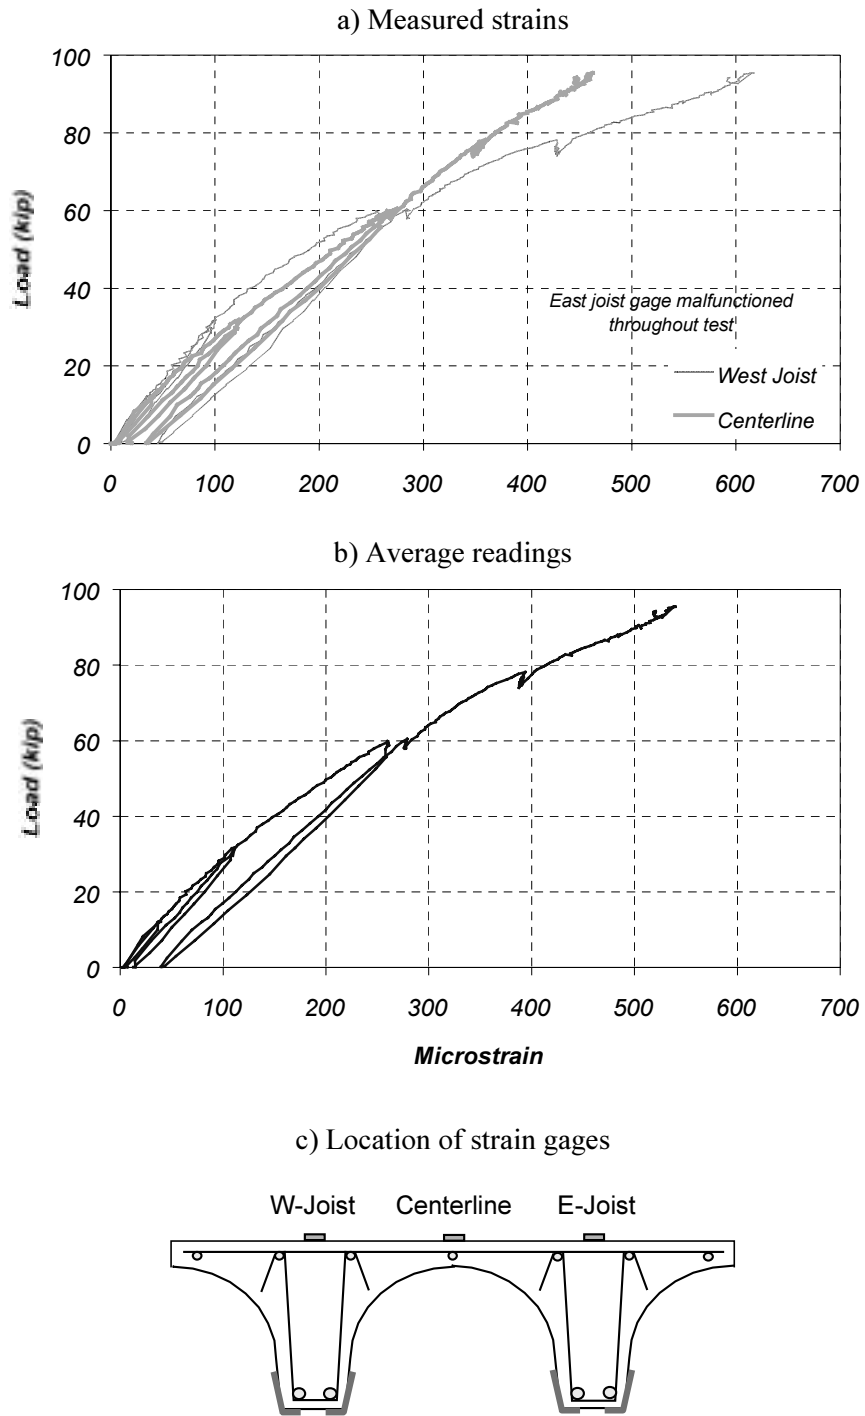 a) Measured strains
100
80
60
40
20
0
Load (kip)
East joist gage malfunctioned
throughout test
West Joist
Centerline
0 100 200 300 400 500 600 700
b) Average readings
100
80
60
40
20
0
Load (kip)
0 100 200 300 400 500 600 700
Microstrain
c) Location of strain gages
W-Joist Centerline E-Joist